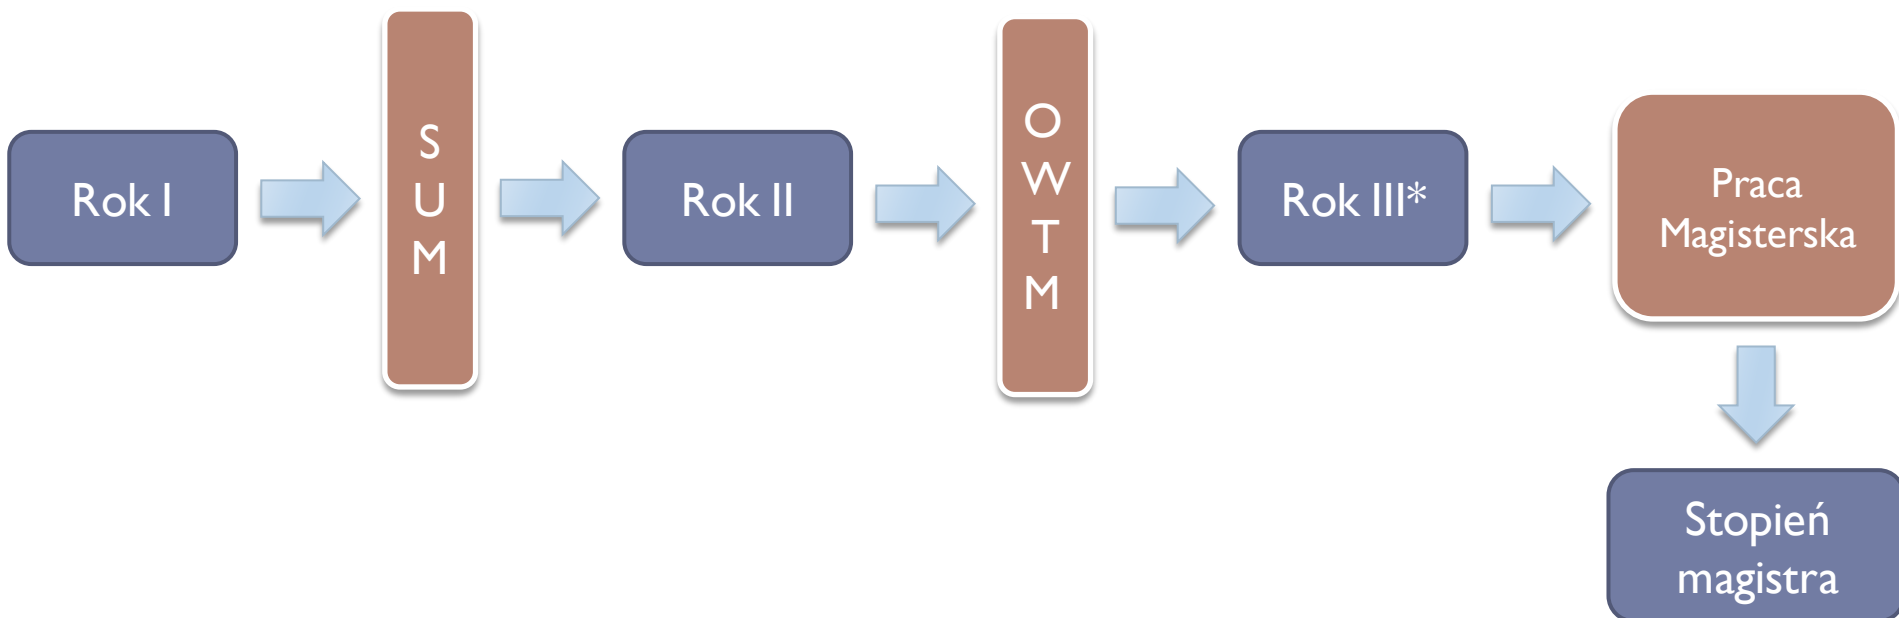 Rok I
S
U
M
Rok II
O
W
T
M
Rok III*
Praca
Magisterska
Stopień
magistra